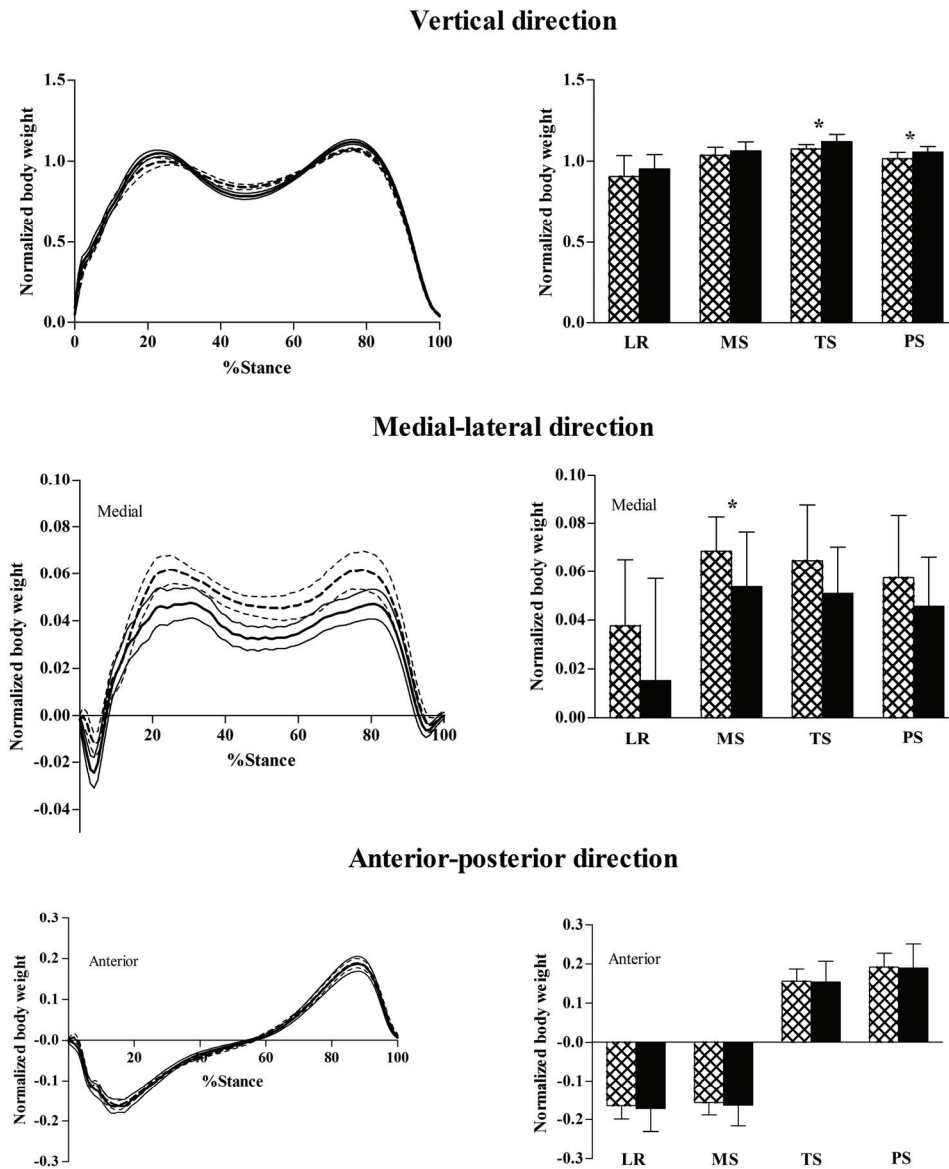 Vertical direction
Normalized body weight
1.5
1.0
0.5
0.0
0 20 40 60 80 100
%Stance
Normalized body weight
1.5
1.0
0.5
0.0
* *
LR MS TS PS
Medial-lateral direction
Normalized body weight
0.10
0.08
0.06
0.04
0.02
0.00
-0.02
-0.04
Medial
20 40 60 80 100
%Stance
Normalized body weight
0.10
0.08
0.06
0.04
0.02
0.00
Medial
*
LR MS TS PS
Anterior-posterior direction
Normalized body weight
0.3
0.2
0.1
-0.0
-0.1
-0.2
-0.3
Anterior
20 40 60 80 100
%Stance
Normalized body weight
0.3
0.2
0.1
-0.0
-0.1
-0.2
-0.3
Anterior
LR MS TS PS